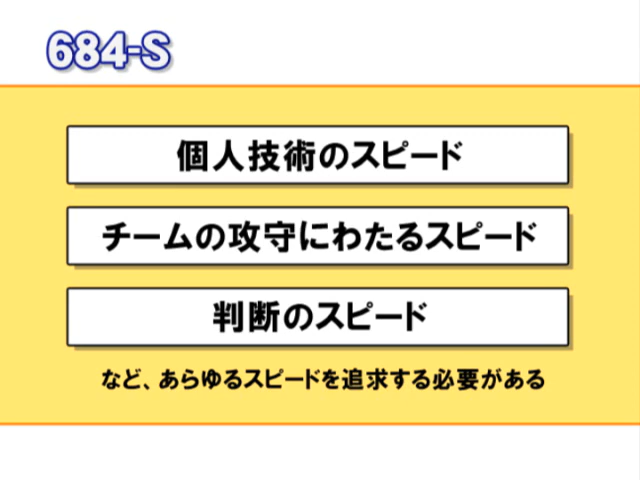 684-S
個人技術のスピード
チームの攻守にわたるスピード
判断のスピード
など、あらゆるスピードを追求する必要がある